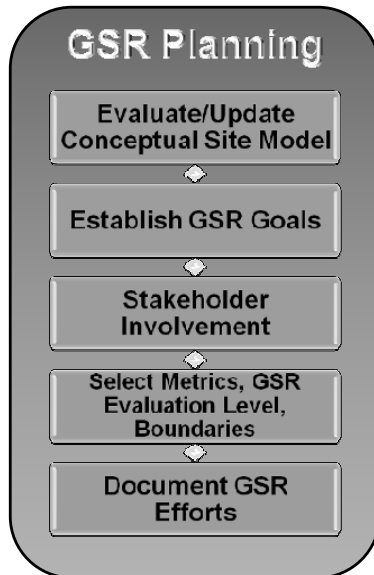 GSR Planning
Evaluate/Update
Conceptual Site Model
Establish GSR Goals
Stakeholder
Involvement
Select Metrics, GSR
Evaluation Level,
Boundaries
Document GSR
Efforts